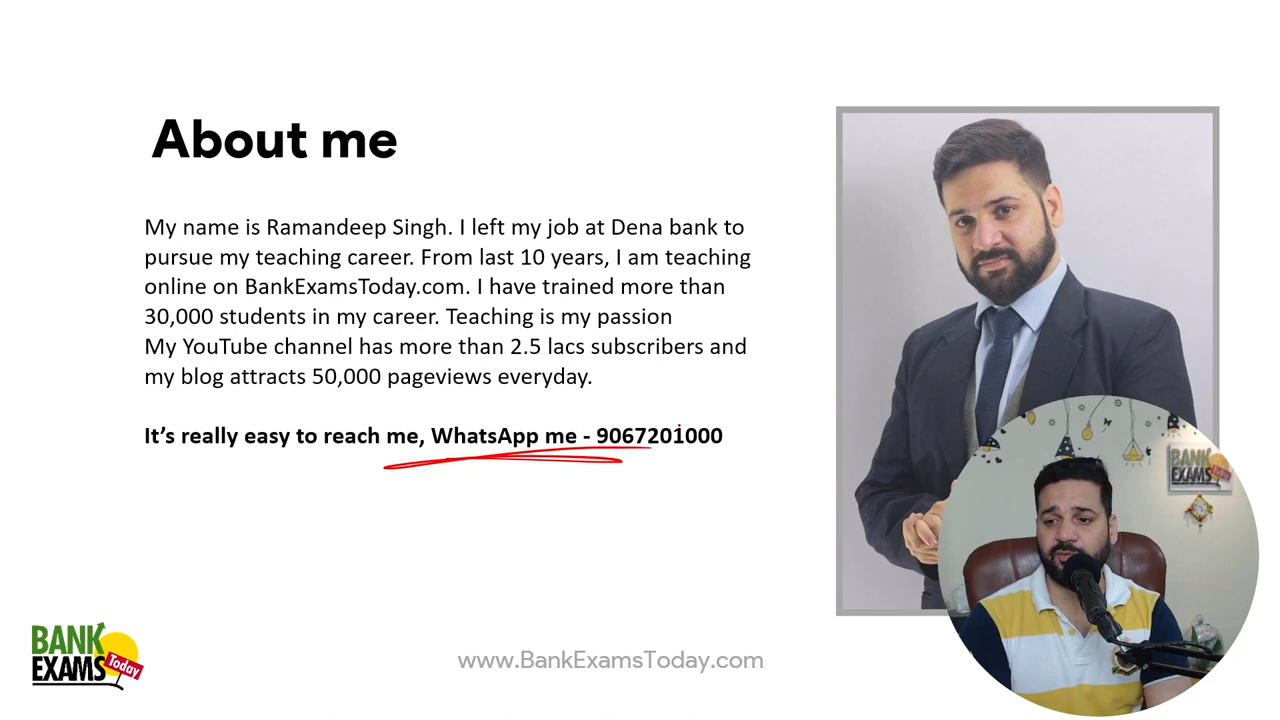 About me
My name is Ramandeep Singh. I left my job at Dena bank to
pursue my teaching career. From last 10 years, I am teaching
online on BankExamsToday.com. I have trained more than
30,000 students in my career. Teaching is my passion
My YouTube channel has more than 2.5 lacs subscribers and
my blog attracts 50,000 pageviews everyday.
It’s really easy to reach me, WhatsApp me - 9067201000
BANK
EXAMS
Today
www.BankExamsToday.com
BANK
EXAMS